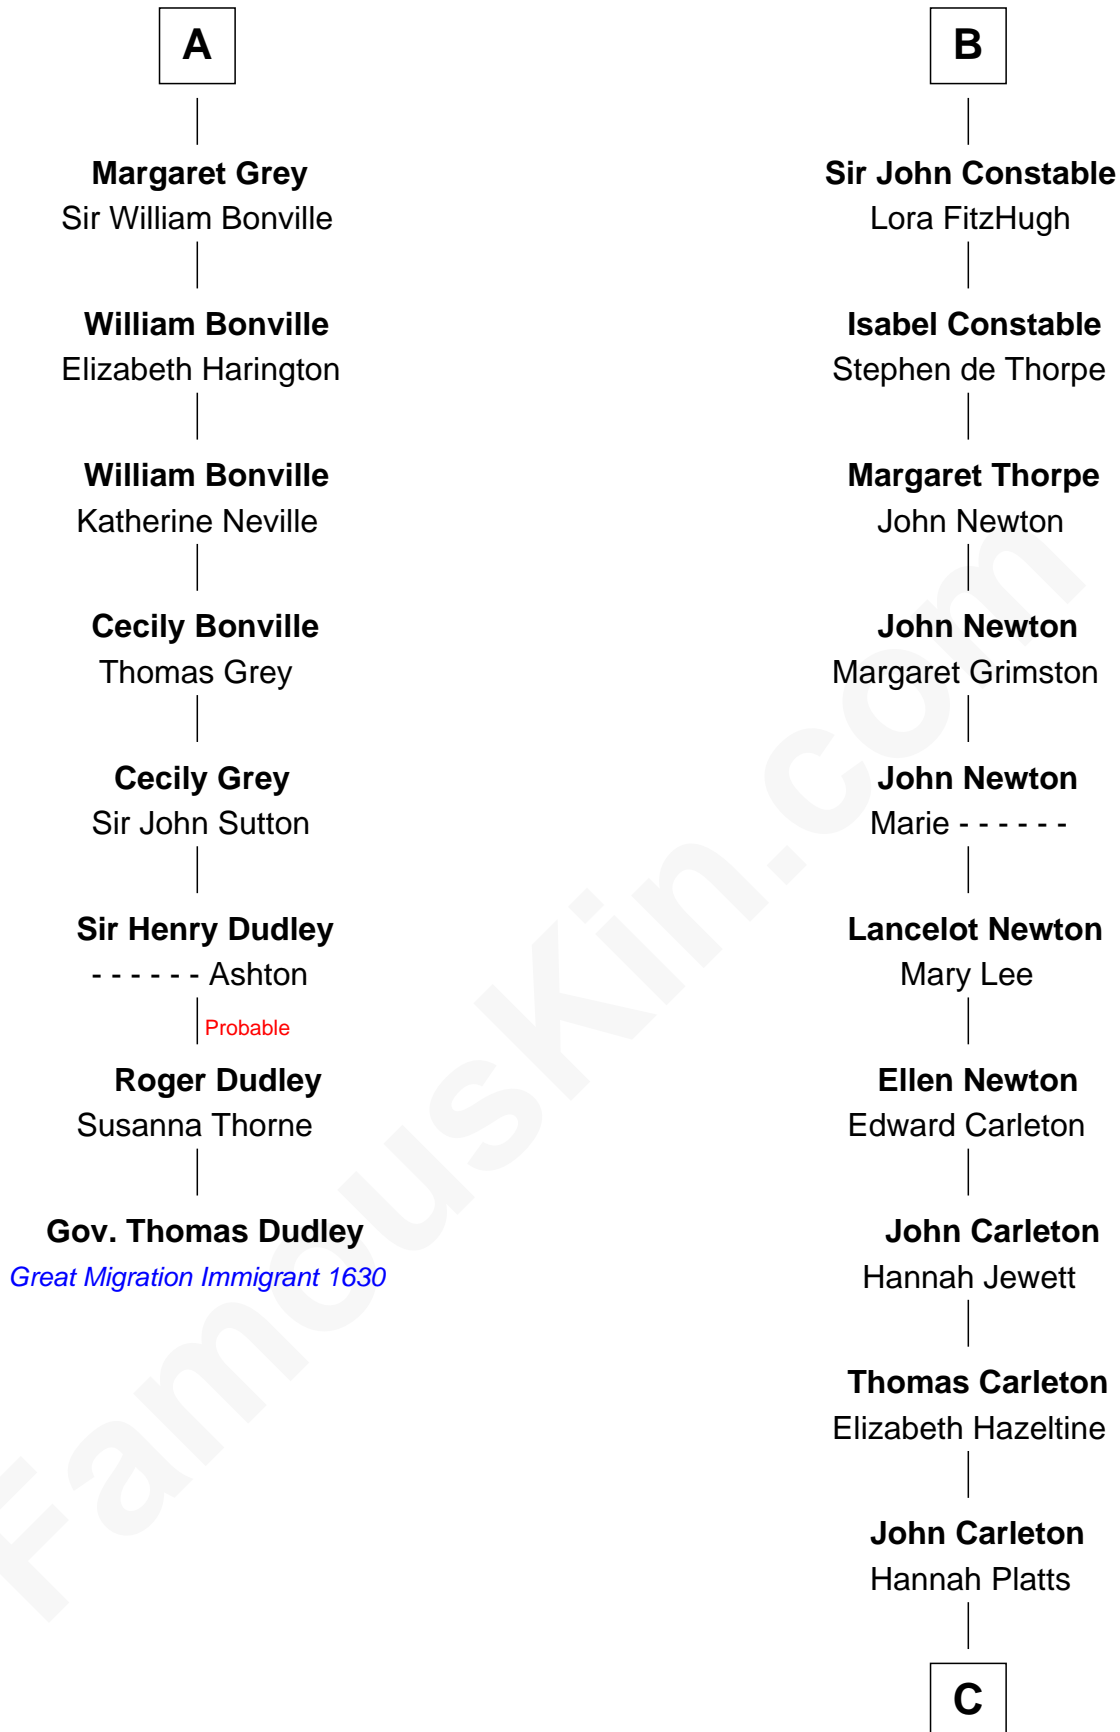 A
Margaret Grey
Sir William Bonville
William Bonville
Elizabeth Harington
William Bonville
Katherine Neville
Cecily Bonville
Thomas Grey
Cecily Grey
Sir John Sutton
Sir Henry Dudley
- - - - - - Ashton
Probable
Roger Dudley
Susanna Thorne
Gov. Thomas Dudley
Great Migration Immigrant 1630
B
Sir John Constable
Lora FitzHugh
Isabel Constable
Stephen de Thorpe
Margaret Thorpe
John Newton
John Newton
Margaret Grimston
John Newton
Marie - - - - - -
Lancelot Newton
Mary Lee
Ellen Newton
Edward Carleton
John Carleton
Hannah Jewett
Thomas Carleton
Elizabeth Hazeltine
John Carleton
Hannah Platts
C
FamousKin.com